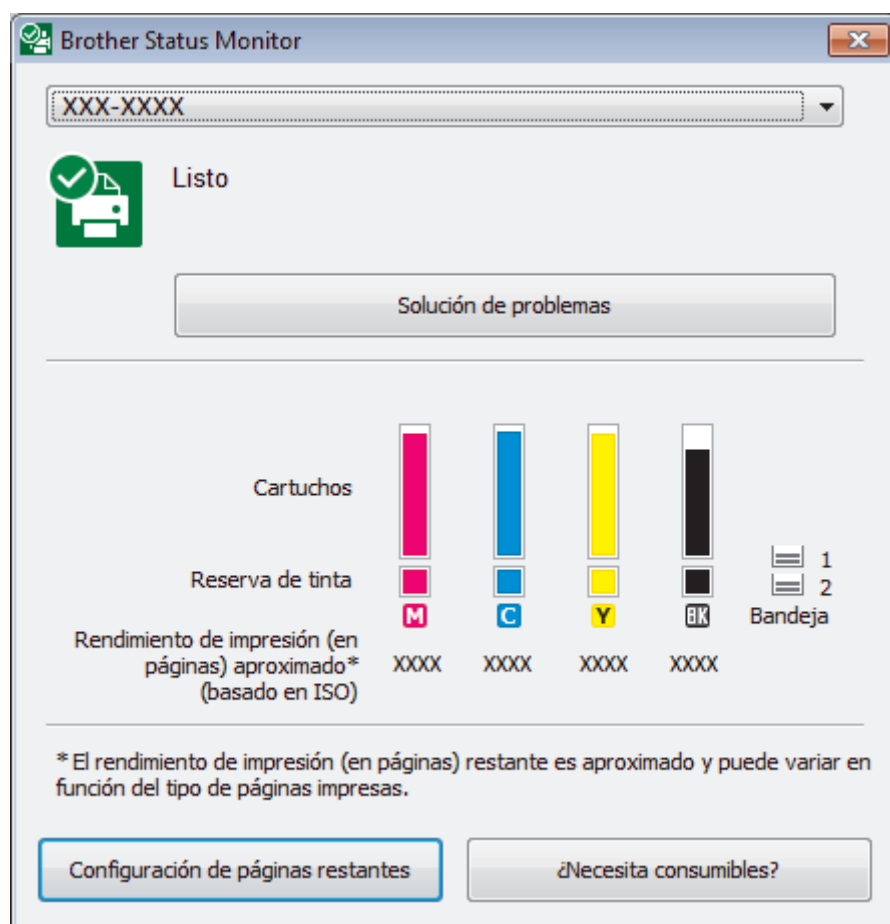 Brother Status Monitor
XXX-XXXX
Listo
Solución de problemas
Cartuchos
1
Reserva de tinta
2
M C Y BK Bandeja
Rendimiento de impresión (en
páginas) aproximado* XXXX XXXX XXXX XXXX
(basado en ISO)
* El rendimiento de impresión (en páginas) restante es aproximado y puede variar en
función del tipo de páginas impresas.
Configuración de páginas restantes ¿Necesita consumibles?